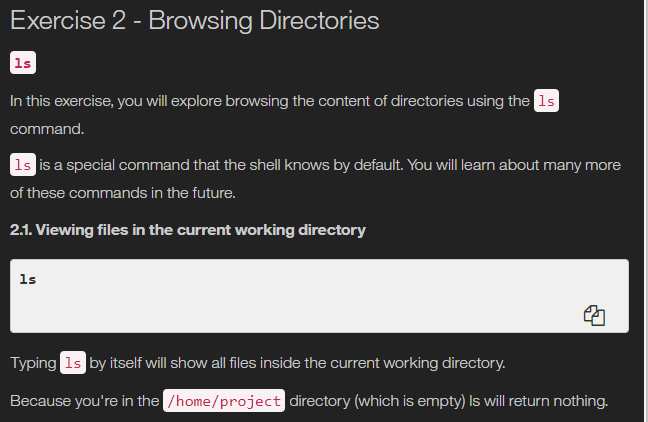 Exercise 2 - Browsing Directories
ls
In this exercise, you will explore browsing the content of directories using the ls
command.
ls is a special command that the shell knows by default. You will learn about many more
of these commands in the future.
2.1. Viewing files in the current working directory
ls
Typing ls by itself will show all files inside the current working directory.
Because you're in the /home/project directory (which is empty) ls will return nothing.